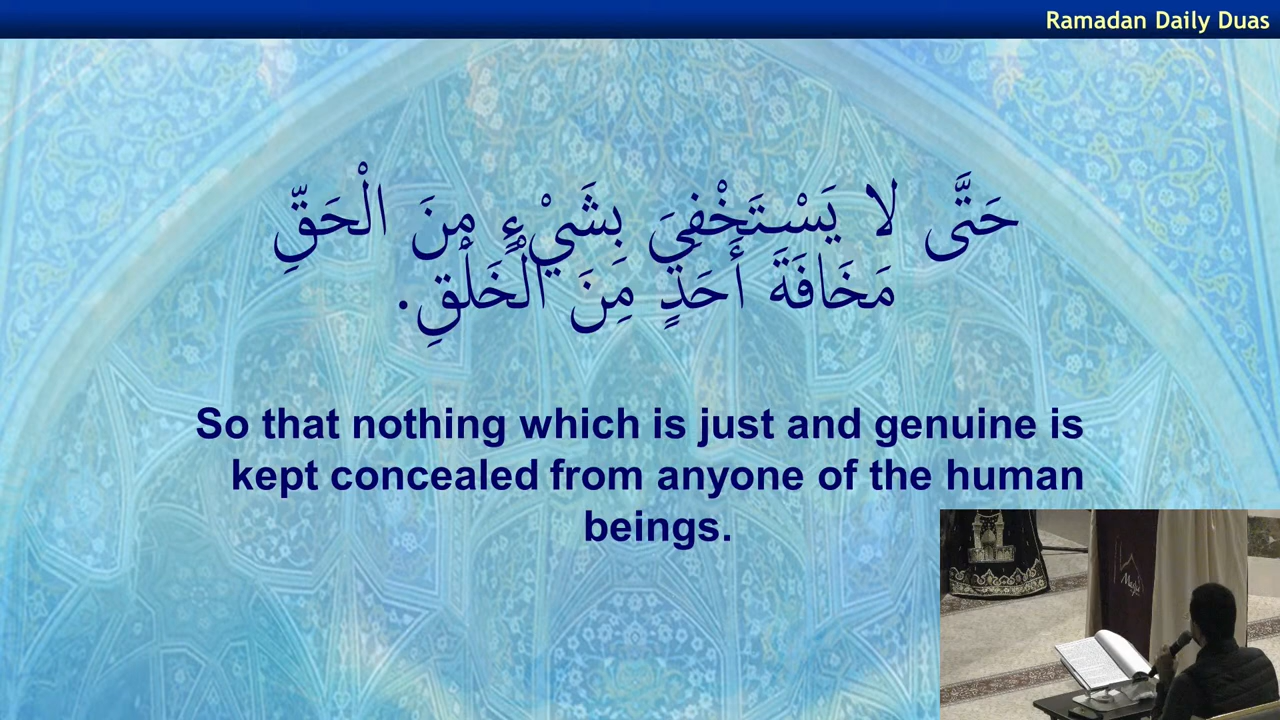 Ramadan Daily Duas
حَتَّى لا يَسْتَخْفِيَ بِشَيْءٍ مِنَ الْحَقِّ
مَخَافَةَ أَحَدٍ مِنَ الْخَلْقِ.
So that nothing which is just and genuine is
kept concealed from anyone of the human
beings.